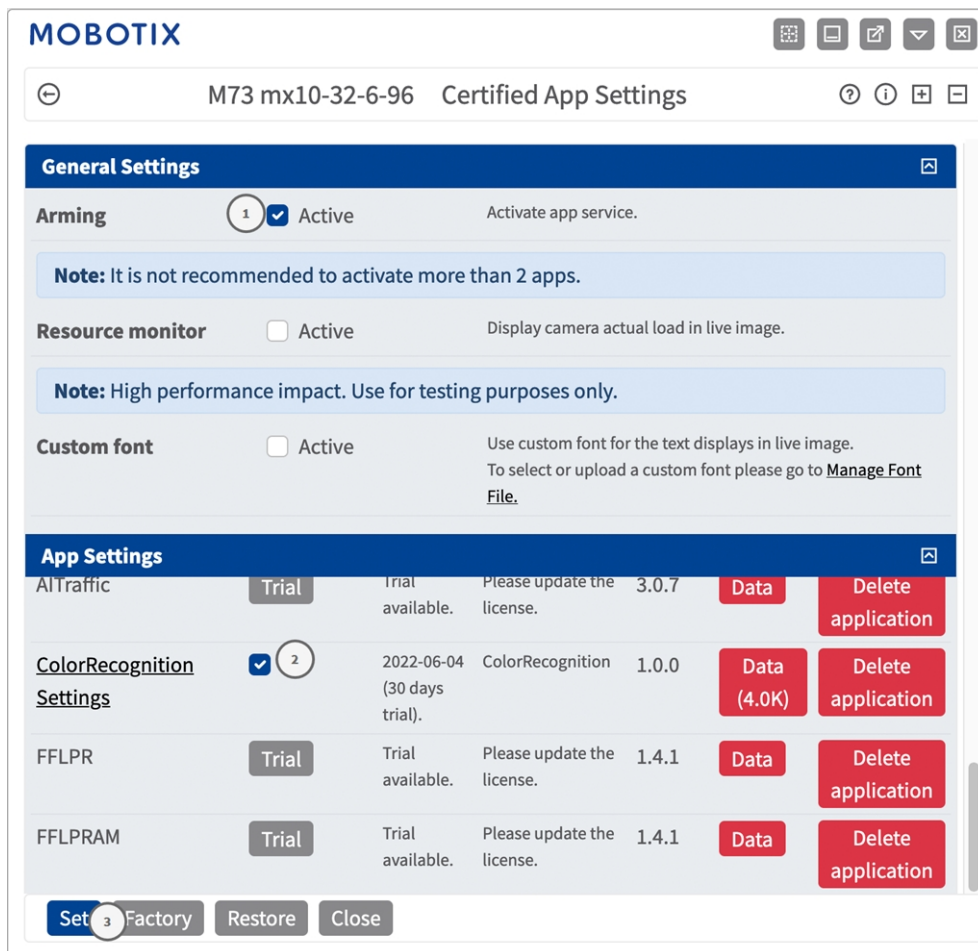 MOBOTIX
M73 mx10-32-6-96 Certified App Settings
General Settings
Arming 1 Active Activate app service.
Note: It is not recommended to activate more than 2 apps.
Resource monitor Active Display camera actual load in live image.
Note: High performance impact. Use for testing purposes only.
Custom font Active Use custom font for the text displays in live image.
To select or upload a custom font please go to Manage Font
File.
App Settings
AITraffic Trial Trial Please update the 3.0.7 Data Delete
available. license. application
ColorRecognition 2 2022-06-04 ColorRecognition 1.0.0 Data Delete
Settings (30 days (4.0K) application
trial).
FFLPR Trial Trial Please update the 1.4.1 Data Delete
available. license. application
FFLPRAM Trial Trial Please update the 1.4.1 Data Delete
available. license. application
Set 3 Factory Restore Close